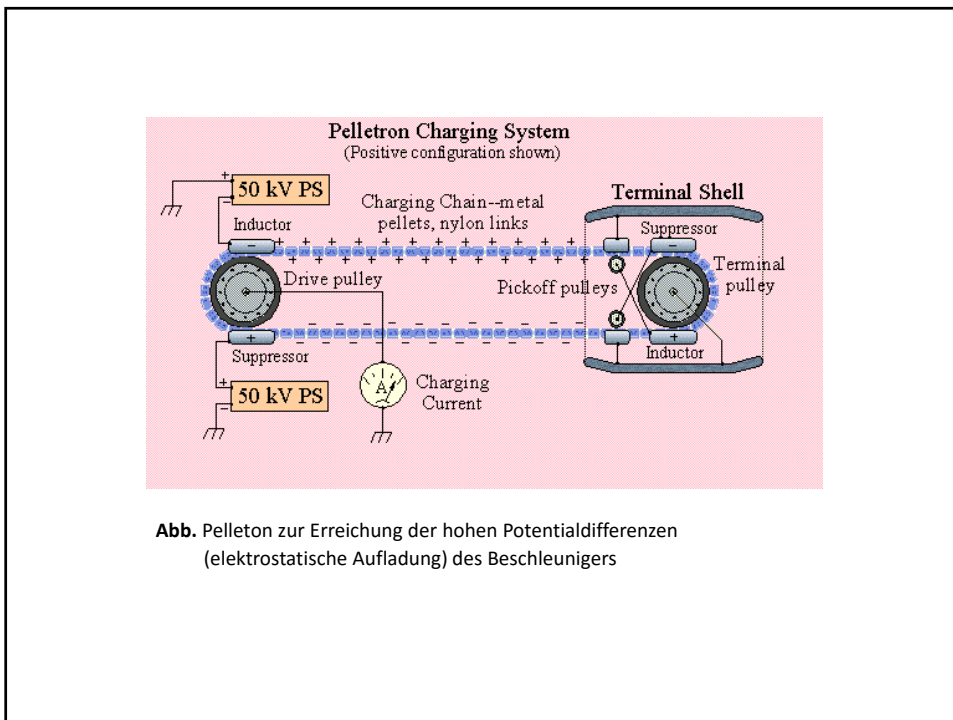 Pelletron Charging System
(Positive configuration shown)
+
50 kV PS
−
Inductor
−
Charging Chain--metal
pellets, nylon links
Terminal Shell
Suppressor
−
+ + + + + + + + + + + +
+ + + + + + + + + +
Drive pulley
Pickoff pulleys
Terminal
pulley
− − − − − − − − −
− − − − − − − − − −
+
Suppressor
+
Inductor
+
50 kV PS
−
A
Charging
Current
Abb. Pelleton zur Erreichung der hohen Potentialdifferenzen
(elektrostatische Aufladung) des Beschleunigers